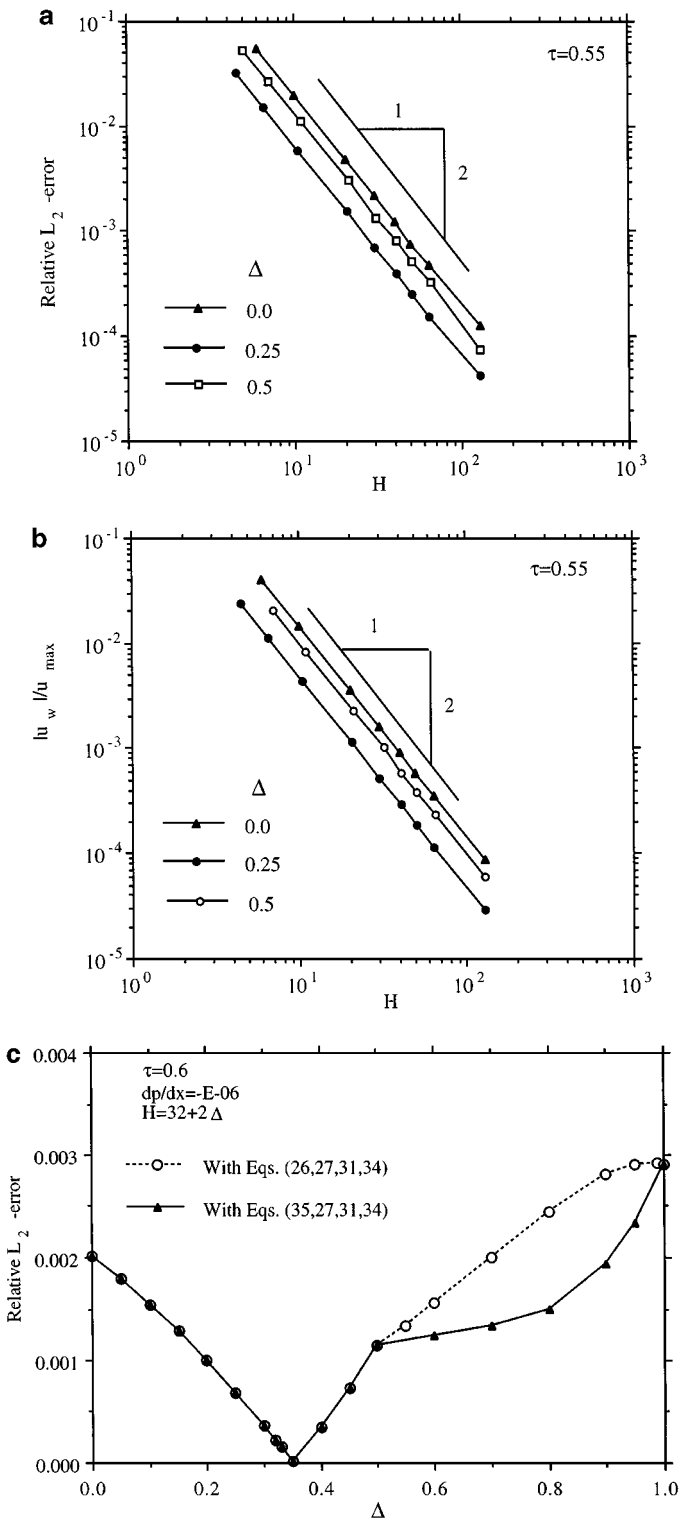 a
10^-1
10^-2
10^-3
10^-4
10^-5
Relative L_2 -error
τ=0.55
1
2
Δ
0.0
0.25
0.5
10^0
10^1
10^2
10^3
H
b
10^-1
10^-2
10^-3
10^-4
10^-5
|u_w|/u_max
τ=0.55
1
2
Δ
0.0
0.25
0.5
10^0
10^1
10^2
10^3
H
c
0.004
0.003
0.002
0.001
0.000
Relative L_2 -error
τ=0.6
dp/dx=-E-06
H=32+2 Δ
With Eqs. (26,27,31,34)
With Eqs. (35,27,31,34)
0.0
0.2
0.4
0.6
0.8
1.0
Δ